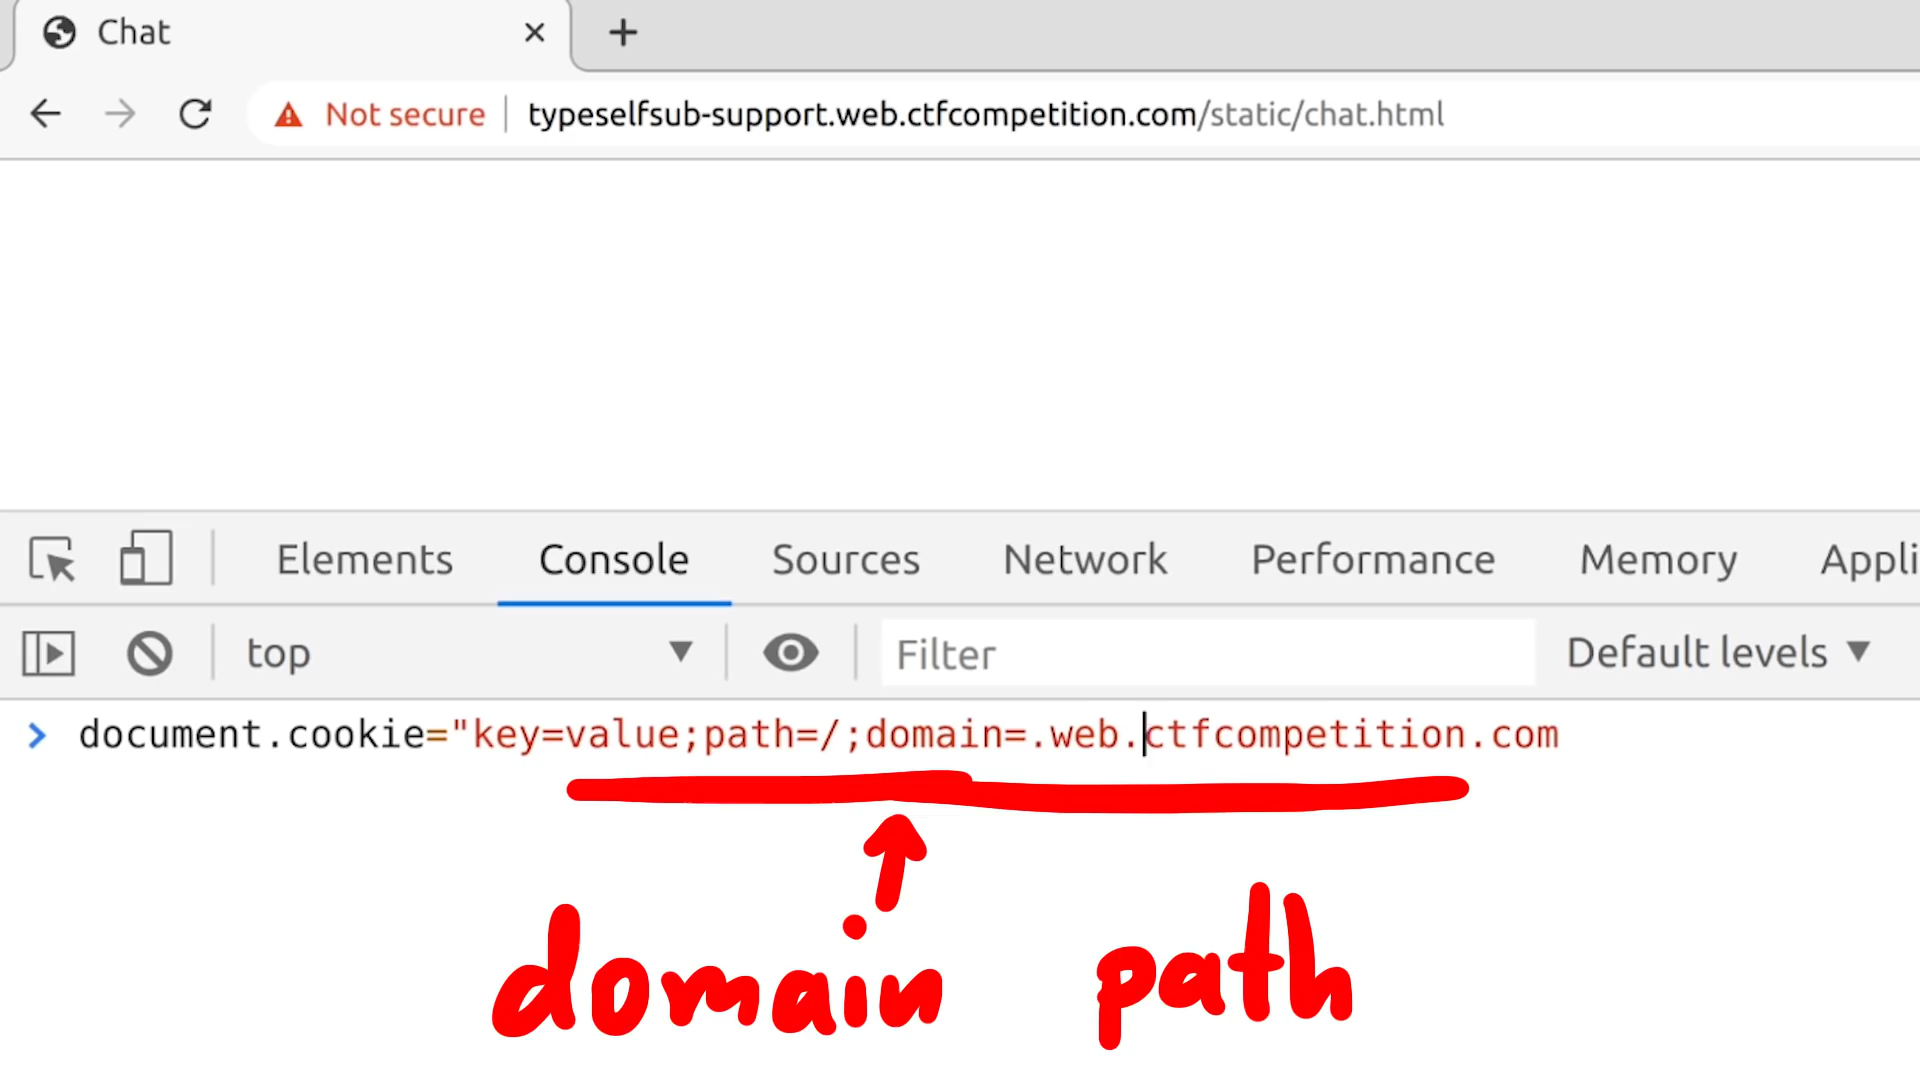 Chat
Not secure typeselfsub-support.web.ctfcompetition.com/static/chat.html
Elements Console Sources Network Performance Memory Appli
top Filter Default levels
document.cookie="key=value;path=/;domain=.web.ctfcompetition.com
domain path